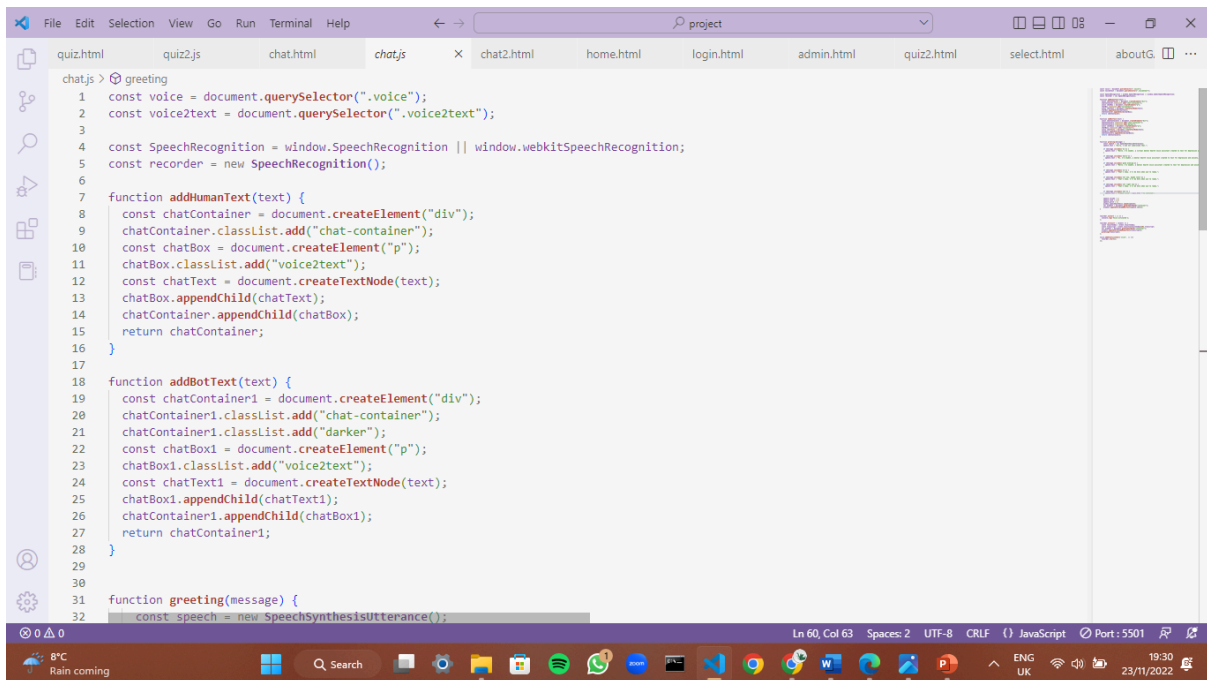 File Edit Selection View Go Run Terminal Help project
quiz.html quiz2.js chat.html chat.js chat2.html home.html login.html admin.html quiz2.html select.html aboutG.
chat.js > greeting
1 const voice = document.querySelector(".voice");
2 const voice2text = document.querySelector(".voice2text");
3
4 const SpeechRecognition = window.SpeechRecognition || window.webkitSpeechRecognition;
5 const recorder = new SpeechRecognition();
6
7 function addHumanText(text) {
8 const chatContainer = document.createElement("div");
9 chatContainer.classList.add("chat-container");
10 const chatBox = document.createElement("p");
11 chatBox.classList.add("voice2text");
12 const chatText = document.createTextNode(text);
13 chatBox.appendChild(chatText);
14 chatContainer.appendChild(chatBox);
15 return chatContainer;
16 }
17
18 function addBotText(text) {
19 const chatContainer1 = document.createElement("div");
20 chatContainer1.classList.add("chat-container");
21 chatContainer1.classList.add("darker");
22 const chatBox1 = document.createElement("p");
23 chatBox1.classList.add("voice2text");
24 const chatText1 = document.createTextNode(text);
25 chatBox1.appendChild(chatText1);
26 chatContainer1.appendChild(chatBox1);
27 return chatContainer1;
28 }
29
30
31 function greeting(message) {
32 const speech = new SpeechSynthesisUtterance();
0 0 Ln 60, Col 63 Spaces: 2 UTF-8 CRLF {} JavaScript Port : 5501
8°C Search zoom 1 ENG 19:30
Rain coming UK 23/11/2022